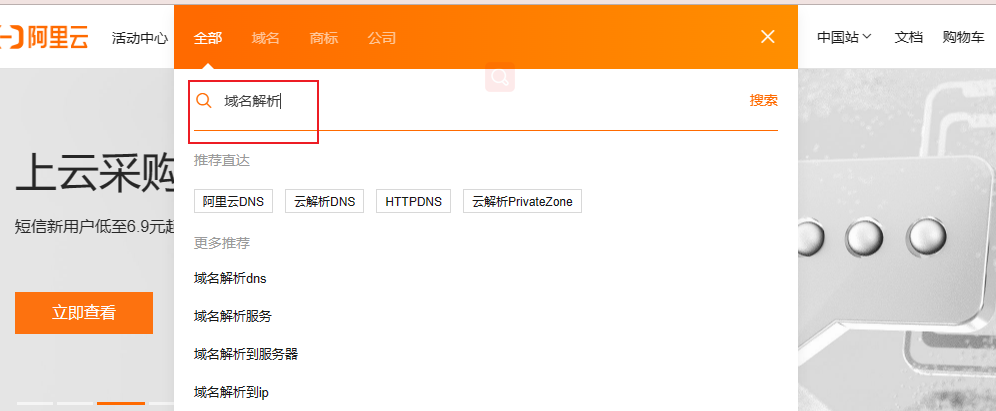 阿里云 活动中心 全部 域名 商标 公司 中国站 文档 购物车
域名解析 搜索
上云采购
推荐直达
阿里云DNS 云解析DNS HTTPDNS 云解析PrivateZone
短信新用户低至6.9元起
更多推荐
域名解析dns
立即查看 域名解析服务
域名解析到服务器
域名解析到ip